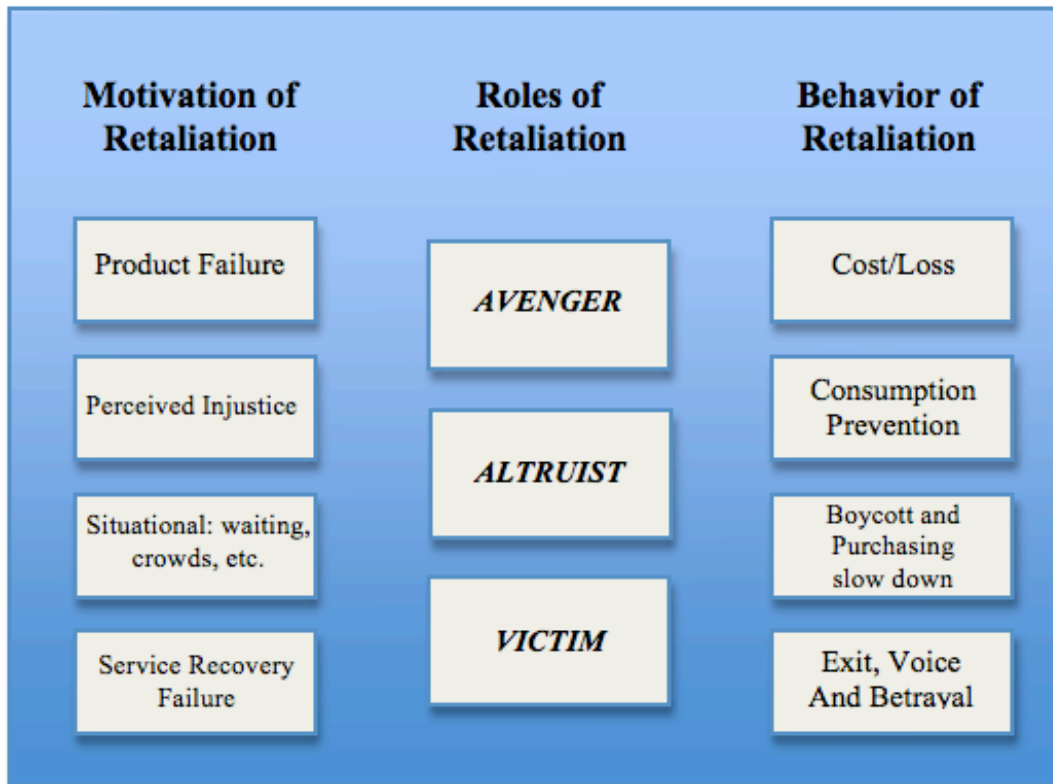 Motivation of
Retaliation
Product Failure
Perceived Injustice
Situational: waiting,
crowds, etc.
Service Recovery
Failure
Roles of
Retaliation
AVENGER
ALTRUIST
VICTIM
Behavior of
Retaliation
Cost/Loss
Consumption
Prevention
Boycott and
Purchasing
slow down
Exit, Voice
And Betrayal